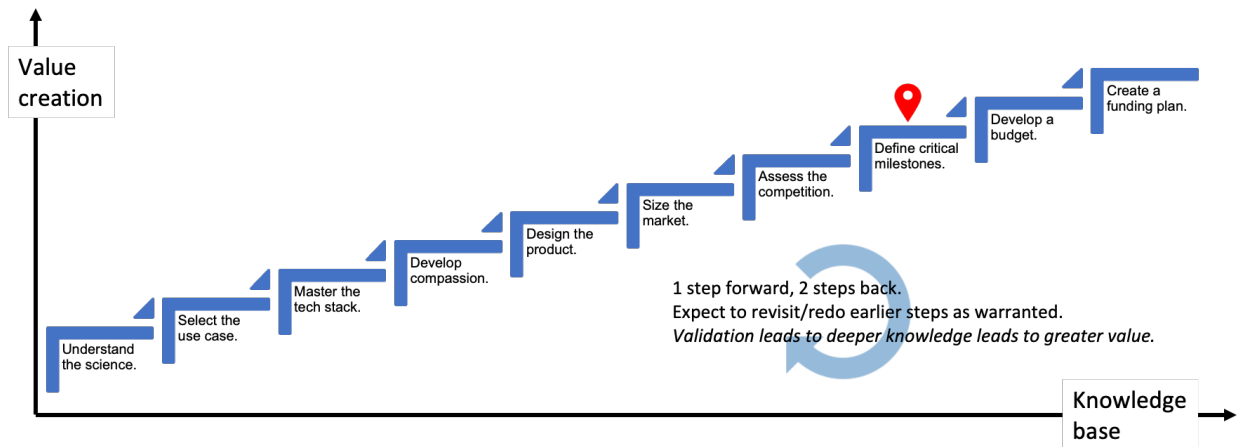 Value
creation
Understand
the science.
Select the
use case.
Master the
tech stack.
Develop
compassion.
Design the
product.
Size the
market.
Assess the
competition.
Define critical
milestones.
Develop a
budget.
Create a
funding plan.
1 step forward, 2 steps back.
Expect to revisit/redo earlier steps as warranted.
Validation leads to deeper knowledge leads to greater value.
Knowledge
base